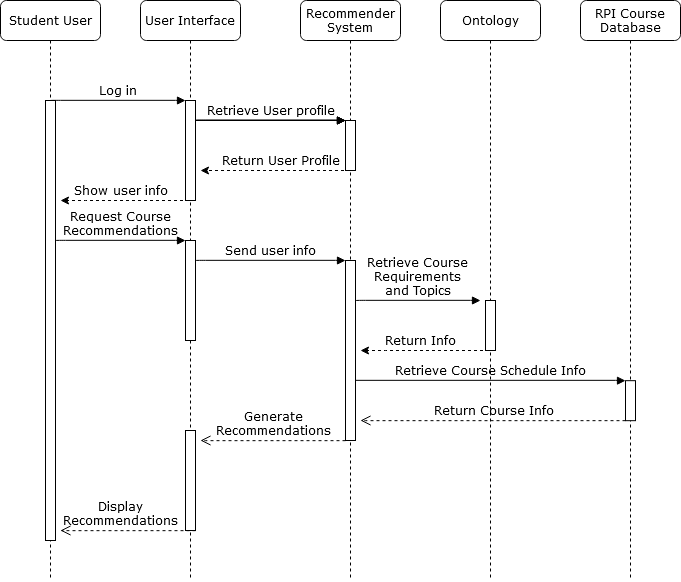 Student User
User Interface
Recommender
System
Ontology
RPI Course
Database
Log in
Retrieve User profile
Return User Profile
Show user info
Request Course
Recommendations
Send user info
Retrieve Course
Requirements
and Topics
Return Info
Retrieve Course Schedule Info
Return Course Info
Generate
Recommendations
Display
Recommendations